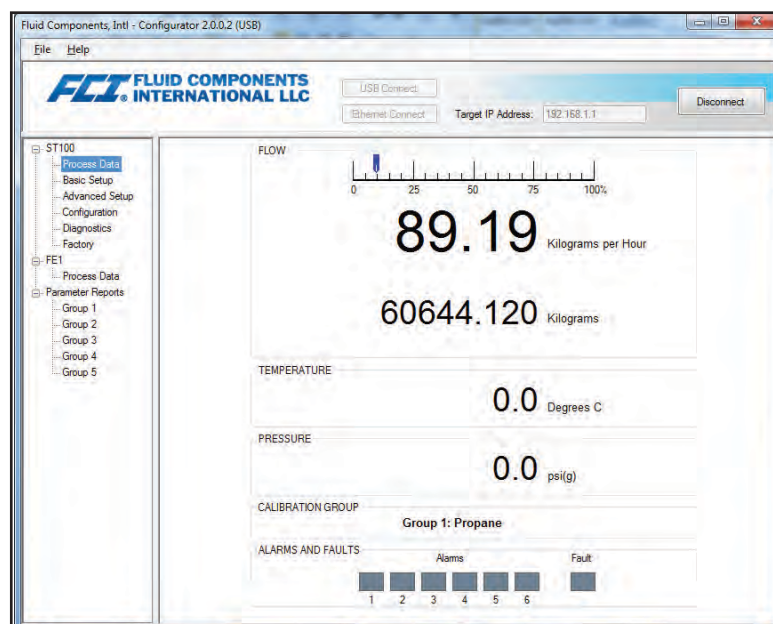 Fluid Components, Intl - Configurator 2.0.0.2 (USB)
File Help
FCI® FLUID COMPONENTS
INTERNATIONAL LLC
USB Connect
Ethernet Connect
Target IP Address: 192.168.1.1
Disconnect
ST100
Process Data
Basic Setup
Advanced Setup
Configuration
Diagnostics
Factory
FE1
Process Data
Parameter Reports
Group 1
Group 2
Group 3
Group 4
Group 5
FLOW
0 25 50 75 100%
89.19 Kilograms per Hour
60644.120 Kilograms
TEMPERATURE
0.0 Degrees C
PRESSURE
0.0 psi(g)
CALIBRATION GROUP
Group 1: Propane
ALARMS AND FAULTS
Alarms Fault
1 2 3 4 5 6